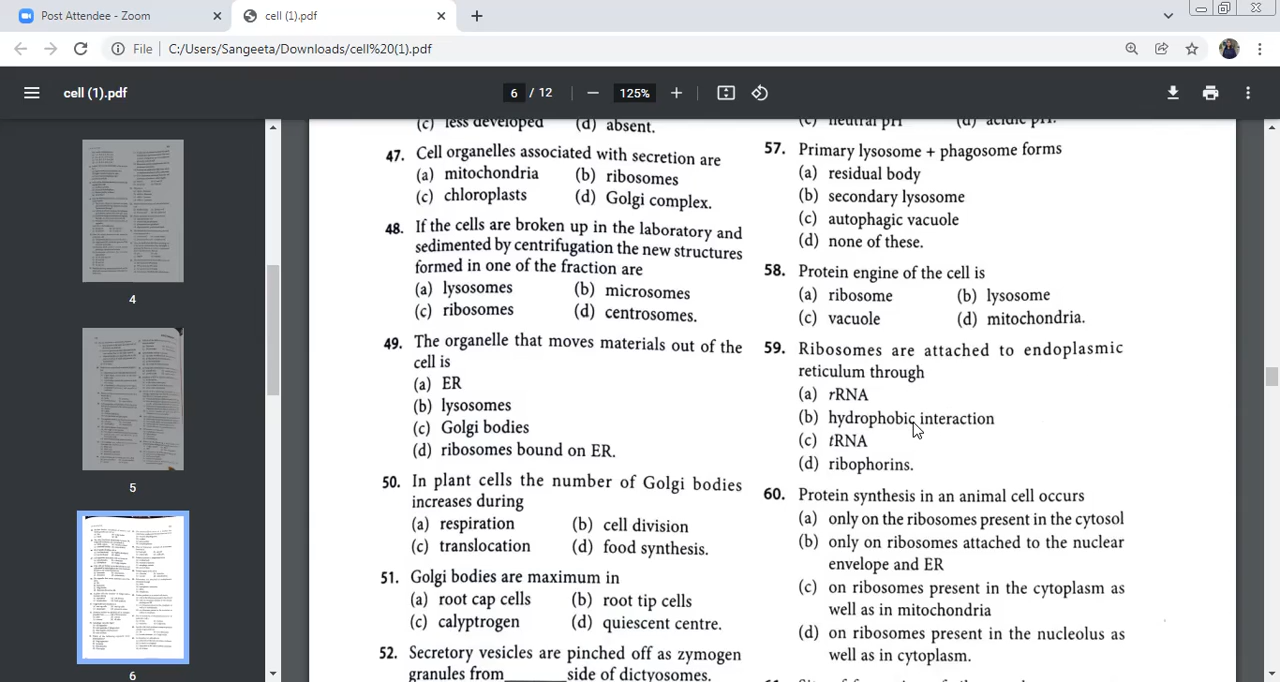 Post Attendee - Zoom
cell (1).pdf
File
C:/Users/Sangeeta/Downloads/cell%20(1).pdf
cell (1).pdf
6 / 12
125%
4
5
6
(c) less developed (d) absent.
47. Cell organelles associated with secretion are
(a) mitochondria (b) ribosomes
(c) phragoplasts (d) Golgi complex.
48. If the cells are broken up in the laboratory and
sedimented by centrifugation the new structures
formed in one of the fraction are
(a) lysosomes (b) microsomes
(c) ribosomes (d) centrosomes.
49. The organelle that moves materials out of the
cell is
(a) ER
(b) lysosomes
(c) Golgi bodies
(d) ribosomes bound on ER.
50. In plant cells the number of Golgi bodies
increases during
(a) respiration (b) cell division
(c) translocation (d) food synthesis.
51. Golgi bodies are maximum in
(a) root hairs (b) root tip cells
(c) calyptrogen (d) quiescent centre.
52. Secretory vesicles are pinched off as zymogen
granules from______side of dictyosomes.
(c) neutral pH (d) acidic pH.
57. Primary lysosome + phagosome forms
(a) residual body
(b) secondary lysosome
(c) autophagic vacuole
(d) none of these.
58. Protein engine of the cell is
(a) ribosome (b) lysosome
(c) vacuole (d) mitochondria.
59. Ribosomes are attached to endoplasmic
reticulum through
(a) rRNA
(b) hydrophobic interaction
(c) tRNA
(d) ribophorins.
60. Protein synthesis in an animal cell occurs
(a) only on the ribosomes present in the cytosol
(b) only on ribosomes attached to the nuclear
envelope and ER
(c) on ribosomes present in the cytoplasm as
well as in mitochondria
(d) on ribosomes present in the nucleolus as
well as in cytoplasm.